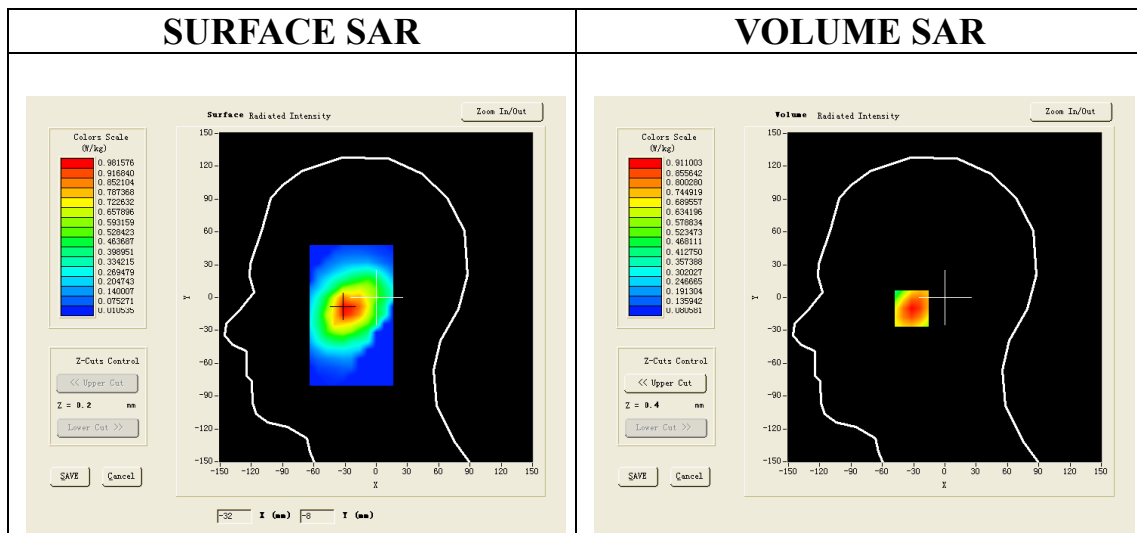 SURFACE SAR
VOLUME SAR
Surface Radiated Intensity
Zoom In/Out
Colors Scale
(W/kg)
0.981576
0.916840
0.852104
0.787368
0.722632
0.657896
0.593159
0.528423
0.463687
0.398951
0.334215
0.269479
0.204743
0.140007
0.075271
0.010535
150
120
90
60
30
0
-30
-60
-90
-120
-150
Y
-150 -120 -90 -60 -30 0 30 60 90 120 150
X
Z-Cuts Control
<< Upper Cut
Z = 0.2 mm
Lower Cut >>
SAVE Cancel
-32 X (mm) -8 Y (mm)
Volume Radiated Intensity
Zoom In/Out
Colors Scale
(W/kg)
0.911003
0.855642
0.800280
0.744919
0.689557
0.634196
0.578834
0.523473
0.468111
0.412750
0.357388
0.302027
0.246665
0.191304
0.135942
0.080581
150
120
90
60
30
0
-30
-60
-90
-120
-150
Y
-150 -120 -90 -60 -30 0 30 60 90 120 150
X
Z-Cuts Control
<< Upper Cut
Z = 0.4 mm
Lower Cut >>
SAVE Cancel